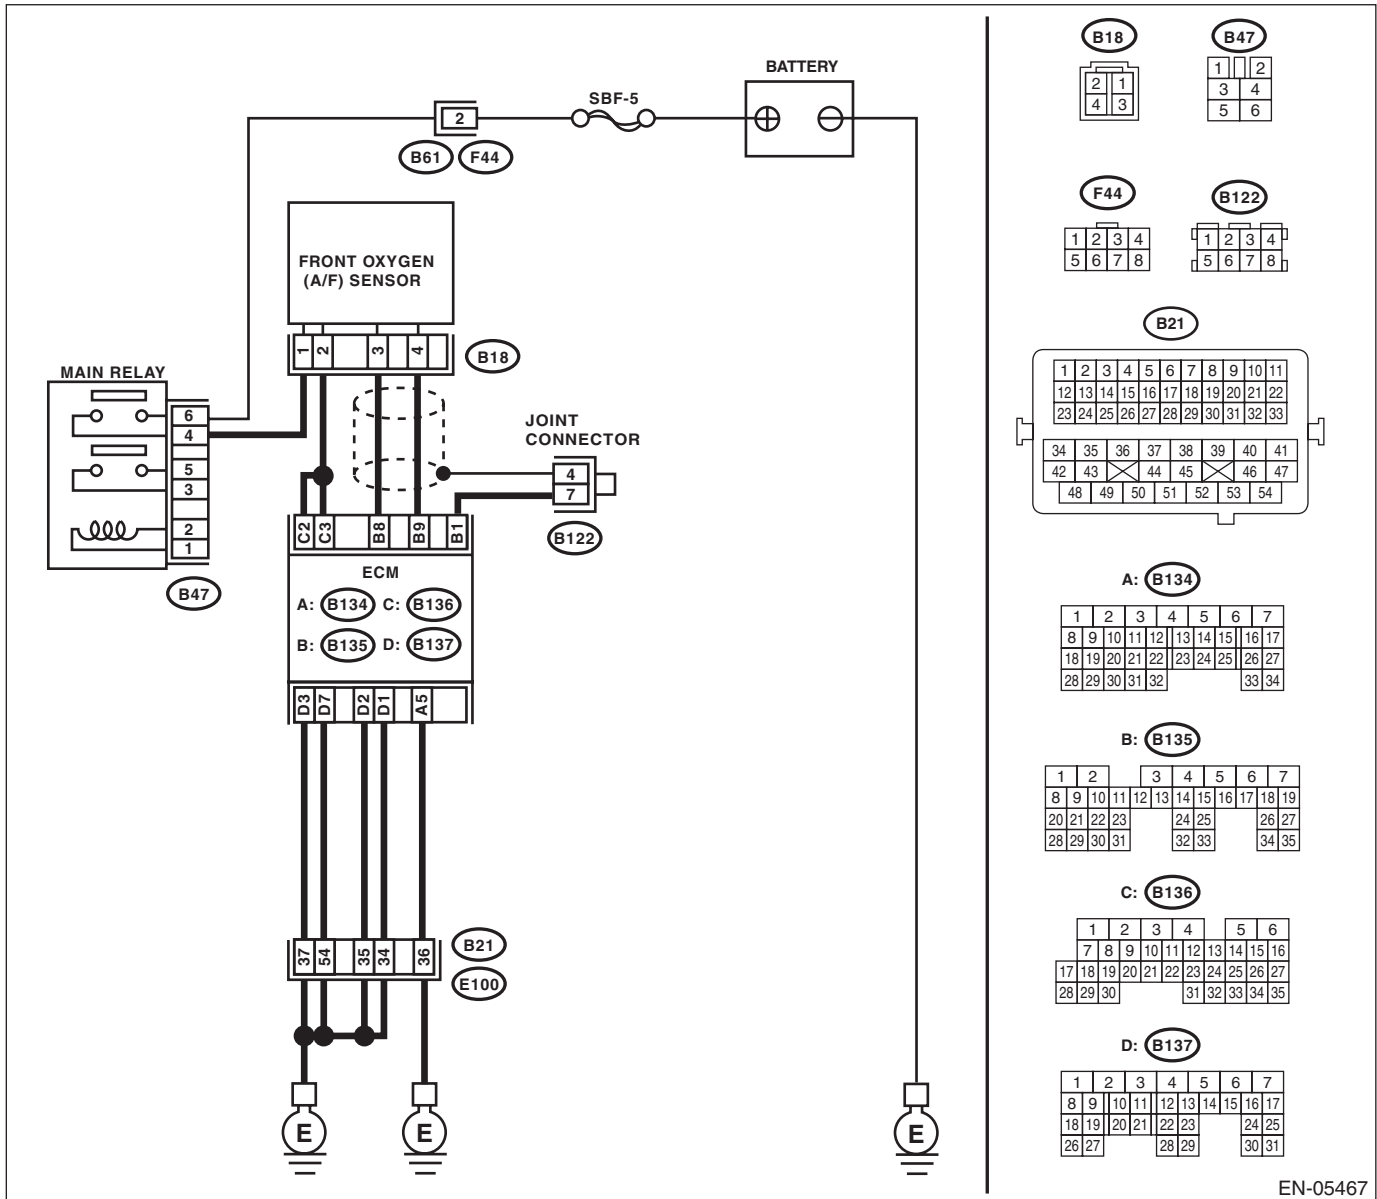 BATTERY
SBF-5
2
B61 F44
FRONT OXYGEN
(A/F) SENSOR
1 2 3 4
B18
MAIN RELAY
6
4
5
3
2
1
B47
JOINT
CONNECTOR
4
7
B122
C2 C3 B8 B9 B1
ECM
A: B134 C: B136
B: B135 D: B137
D3 D7 D2 D1 A5
37 54 35 34 36
B21
E100
E E E
B18
2 1
4 3
B47
1 2
3 4
5 6
F44
1 2 3 4
5 6 7 8
B122
1 2 3 4
5 6 7 8
B21
1 2 3 4 5 6 7 8 9 10 11
12 13 14 15 16 17 18 19 20 21 22
23 24 25 26 27 28 29 30 31 32 33
34 35 36 37 38 39 40 41
42 43 44 45 46 47
48 49 50 51 52 53 54
A: B134
1 2 3 4 5 6 7
8 9 10 11 12 13 14 15 16 17
18 19 20 21 22 23 24 25 26 27
28 29 30 31 32 33 34
B: B135
1 2 3 4 5 6 7
8 9 10 11 12 13 14 15 16 17 18 19
20 21 22 23 24 25 26 27
28 29 30 31 32 33 34 35
C: B136
1 2 3 4 5 6
7 8 9 10 11 12 13 14 15 16
17 18 19 20 21 22 23 24 25 26 27
28 29 30 31 32 33 34 35
D: B137
1 2 3 4 5 6 7
8 9 10 11 12 13 14 15 16 17
18 19 20 21 22 23 24 25
26 27 28 29 30 31
EN-05467